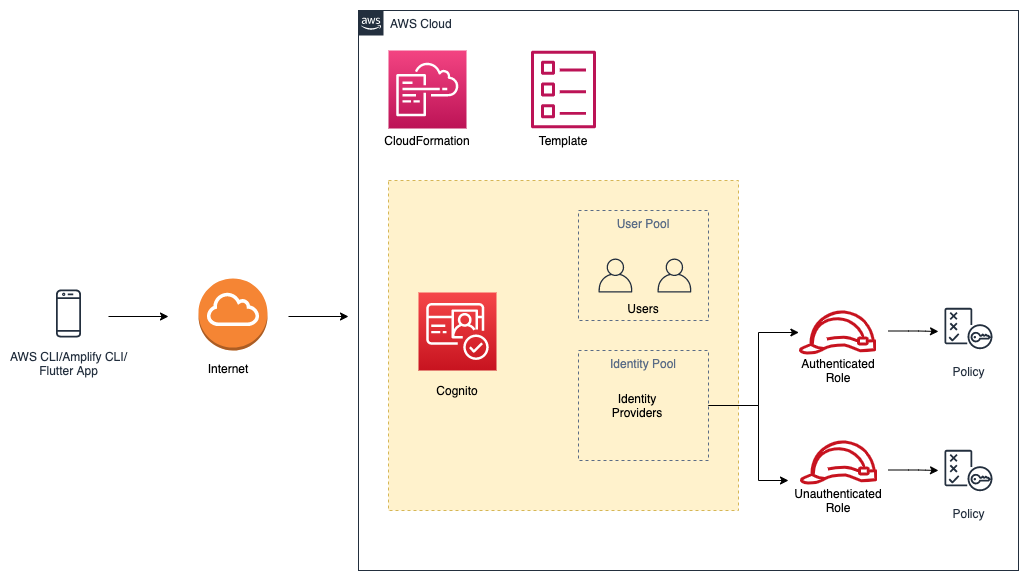 aws
AWS Cloud
CloudFormation
Template
User Pool
Users
AWS CLI/Amplify CLI/
Flutter App
Internet
Cognito
Identity Pool
Identity
Providers
Authenticated
Role
Policy
Unauthenticated
Role
Policy